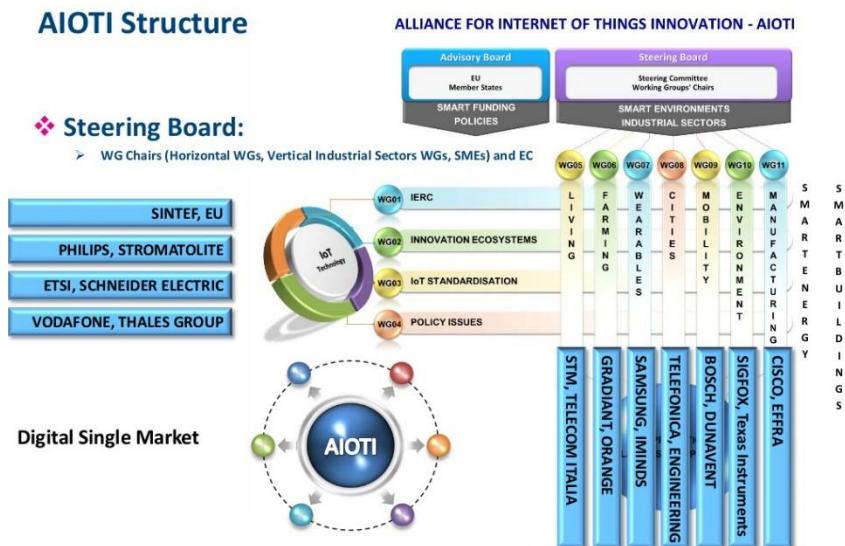 AIOTI Structure
ALLIANCE FOR INTERNET OF THINGS INNOVATION - AIOTI
Advisory Board
EU
Member States
SMART FUNDING
POLICIES
Steering Board
Steering Committee
Working Groups' Chairs
SMART ENVIRONMENTS
INDUSTRIAL SECTORS
Steering Board:
WG Chairs (Horizontal WGs, Vertical Industrial Sectors WGs, SMEs) and EC
WG05
WG06
WG07
WG08
WG09
WG10
WG11
LIVING
FARMING
WEARABLES
CITIES
MOBILITY
ENVIRONMENT
MANUFACTURING
SMARTENERGY
SMARTBUILDINGS
SINTEF, EU
PHILIPS, STROMATOLITE
ETSI, SCHNEIDER ELECTRIC
VODAFONE, THALES GROUP
IoT
Technology
WG01 IERC
WG02 INNOVATION ECOSYSTEMS
WG03 IoT STANDARDISATION
WG04 POLICY ISSUES
STM, TELECOM ITALIA
GRADIANT, ORANGE
SAMSUNG, IMINDS
TELEFONICA, ENGINEERING
BOSCH, DUNAVENT
SIGFOX, Texas Instruments
CISCO, EFFRA
Digital Single Market
AIOTI